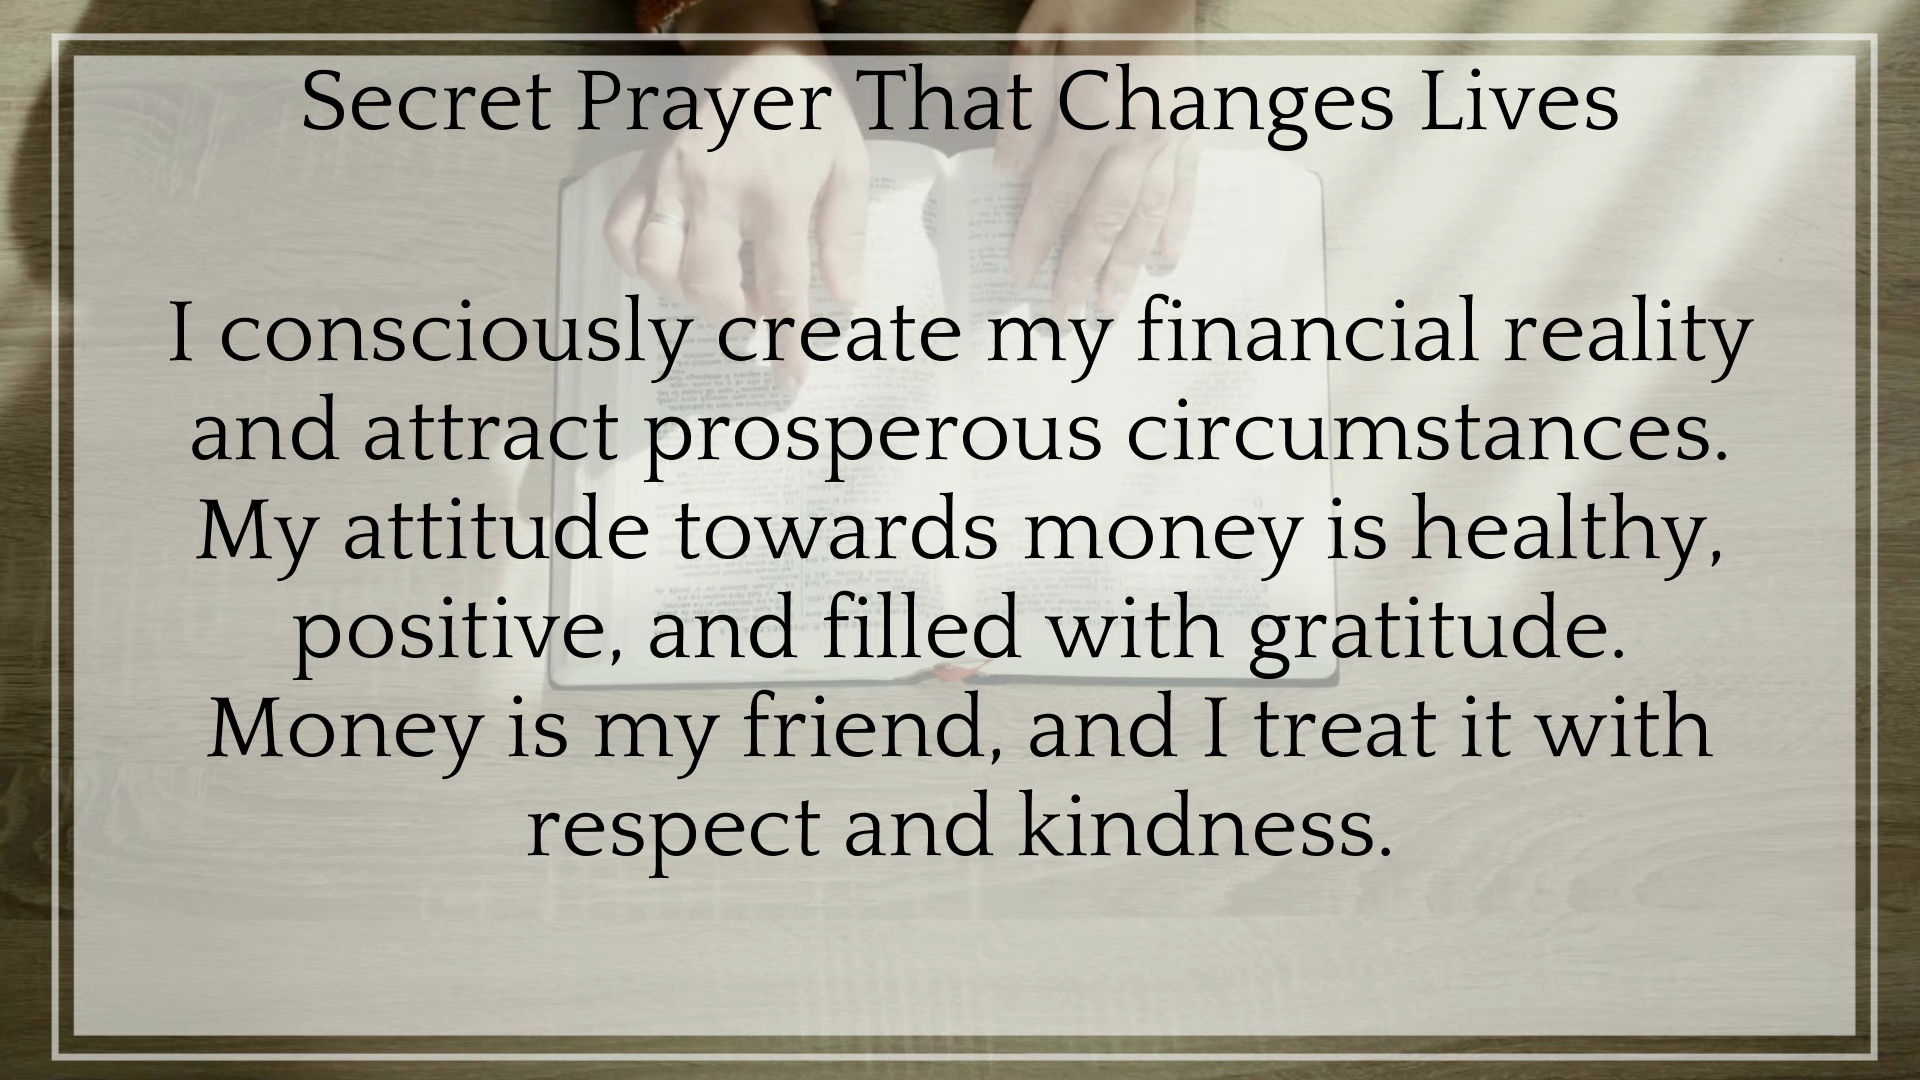 Secret Prayer That Changes Lives
I consciously create my financial reality
and attract prosperous circumstances.
My attitude towards money is healthy,
positive, and filled with gratitude.
Money is my friend, and I treat it with
respect and kindness.